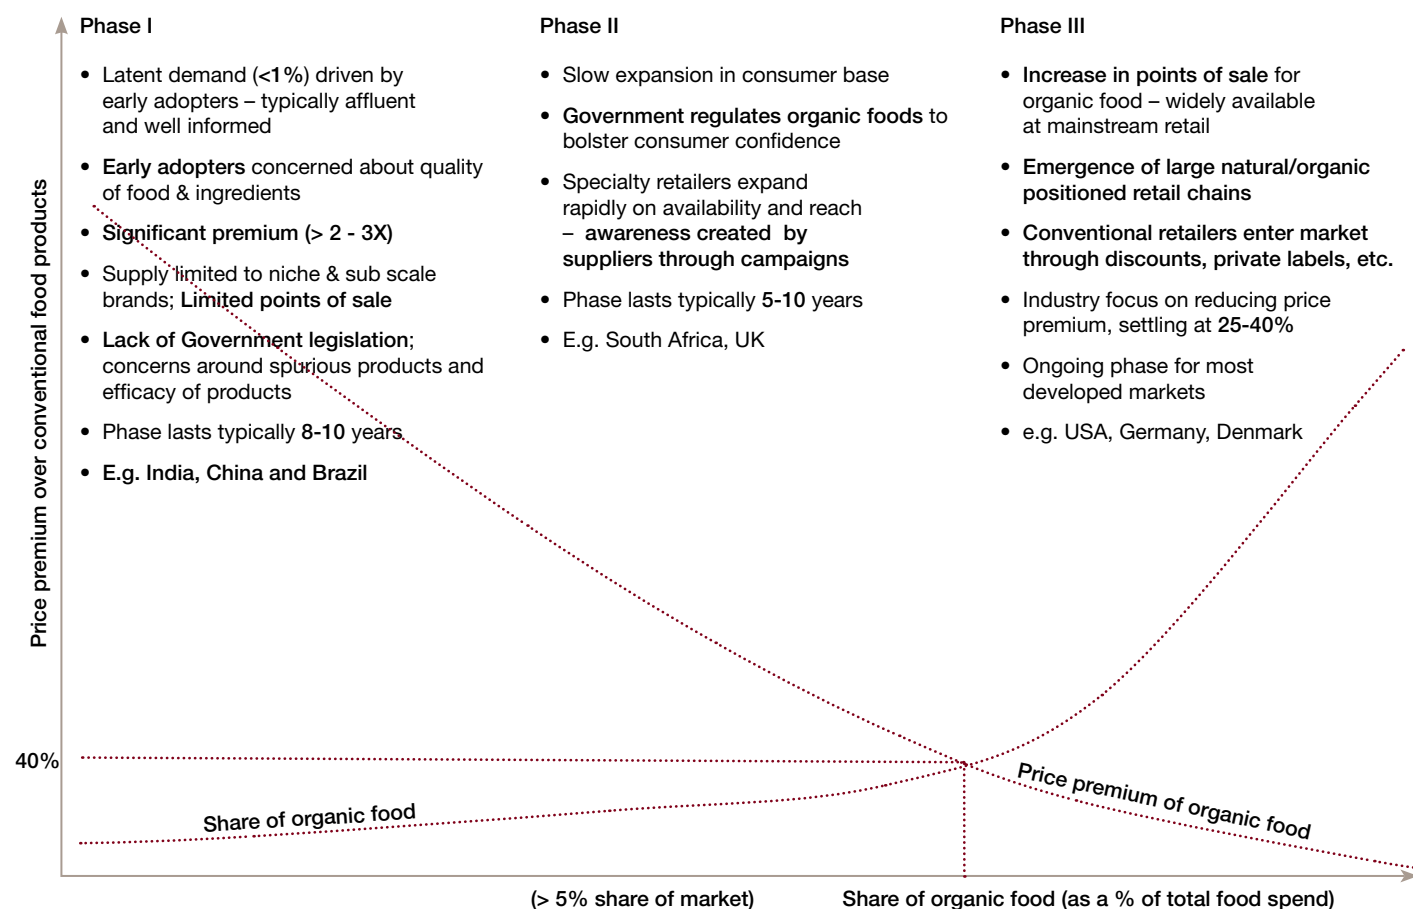 Phase I
• Latent demand (<1%) driven by
early adopters – typically affluent
and well informed
• Early adopters concerned about quality
of food & ingredients
• Significant premium (> 2 - 3X)
• Supply limited to niche & sub scale
brands; Limited points of sale
• Lack of Government legislation;
concerns around spurious products and
efficacy of products
• Phase lasts typically 8-10 years
• E.g. India, China and Brazil
Phase II
• Slow expansion in consumer base
• Government regulates organic foods to
bolster consumer confidence
• Specialty retailers expand
rapidly on availability and reach
– awareness created by
suppliers through campaigns
• Phase lasts typically 5-10 years
• E.g. South Africa, UK
Phase III
• Increase in points of sale for
organic food – widely available
at mainstream retail
• Emergence of large natural/organic
positioned retail chains
• Conventional retailers enter market
through discounts, private labels, etc.
• Industry focus on reducing price
premium, settling at 25-40%
• Ongoing phase for most
developed markets
• e.g. USA, Germany, Denmark
Price premium over conventional food products
40%
Share of organic food
Price premium of organic food
(> 5% share of market)
Share of organic food (as a % of total food spend)